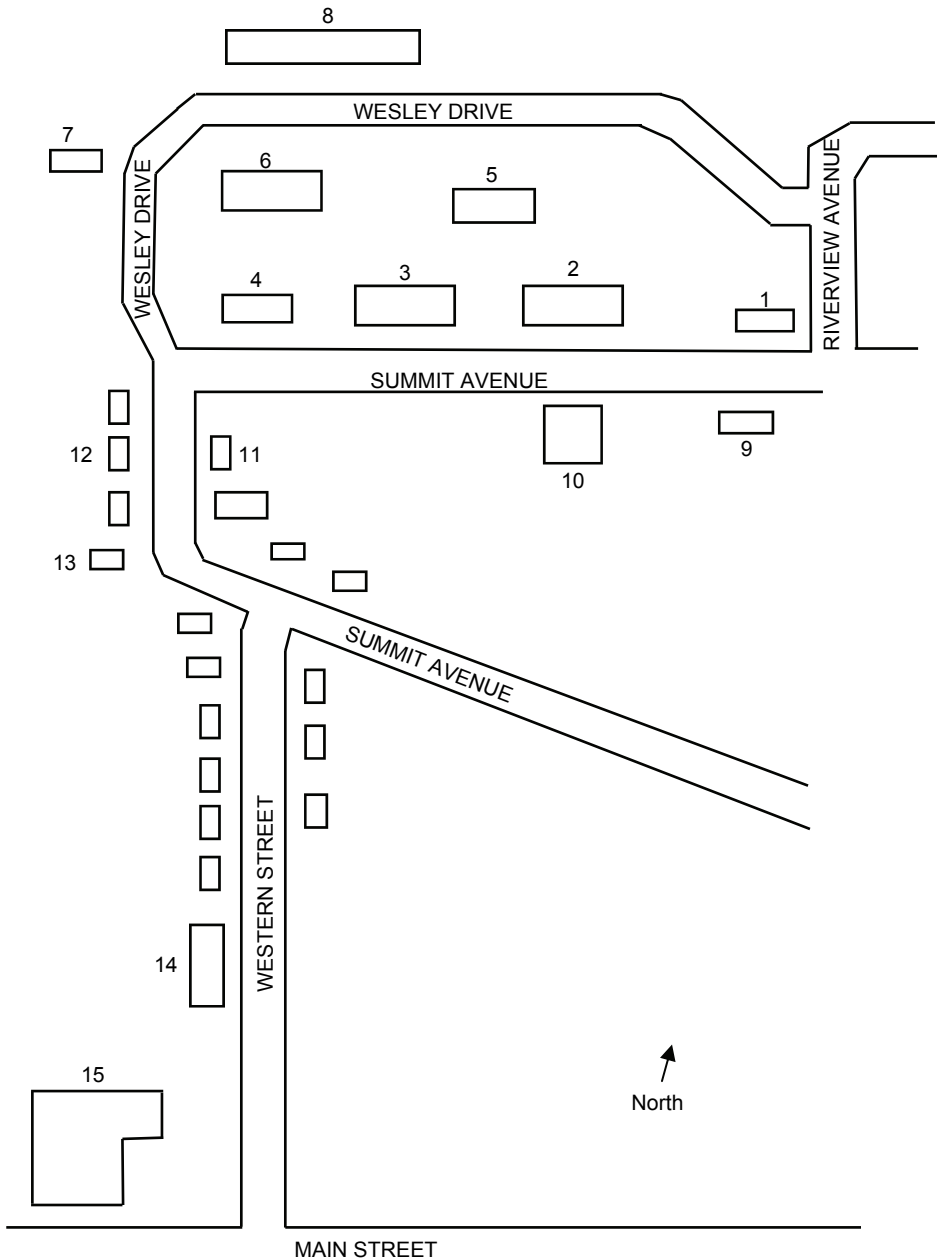 8
WESLEY DRIVE
7
6
5
RIVERVIEW AVENUE
WESLEY DRIVE
4
3
2
1
SUMMIT AVENUE
12
11
10
9
13
SUMMIT AVENUE
WESTERN STREET
14
15
North
MAIN STREET